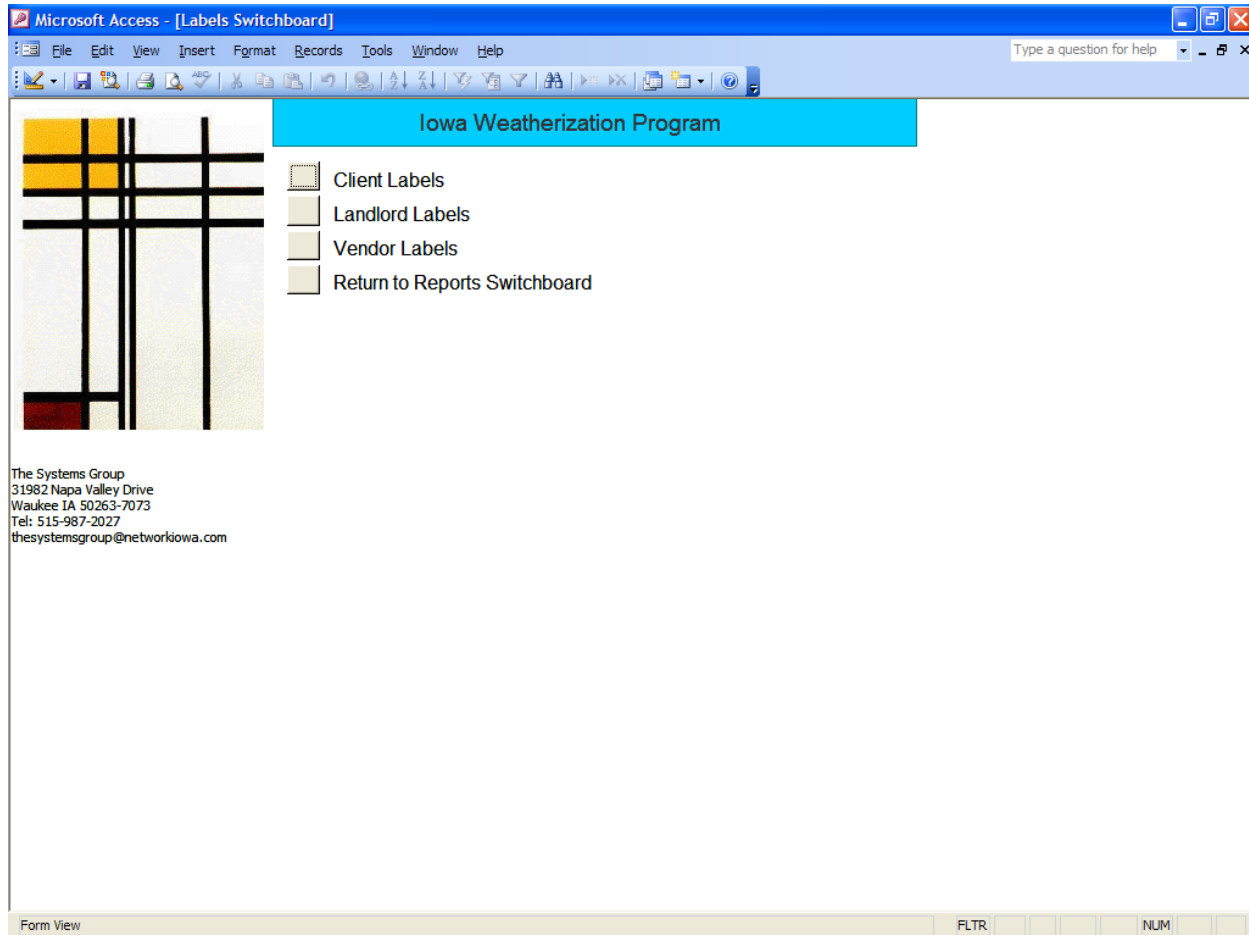 Microsoft Access - [Labels Switchboard]
File Edit View Insert Format Records Tools Window Help Type a question for help
Iowa Weatherization Program
Client Labels
Landlord Labels
Vendor Labels
Return to Reports Switchboard
The Systems Group
31982 Napa Valley Drive
Waukee IA 50263-7073
Tel: 515-987-2027
thesystemsgroup@networkiowa.com
Form View FLTR NUM